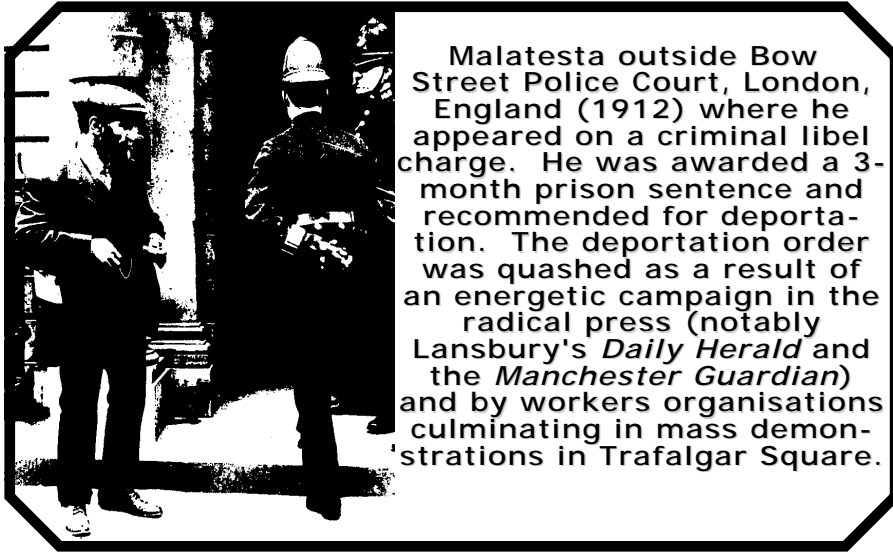 Malatesta outside Bow
Street Police Court, London,
England (1912) where he
appeared on a criminal libel
charge.  He was awarded a 3-
month prison sentence and
recommended for deporta-
tion.  The deportation order
was quashed as a result of
an energetic campaign in the
radical press (notably
Lansbury's Daily Herald and
the Manchester Guardian)
and by workers organisations
culminating in mass demon-
strations in Trafalgar Square.